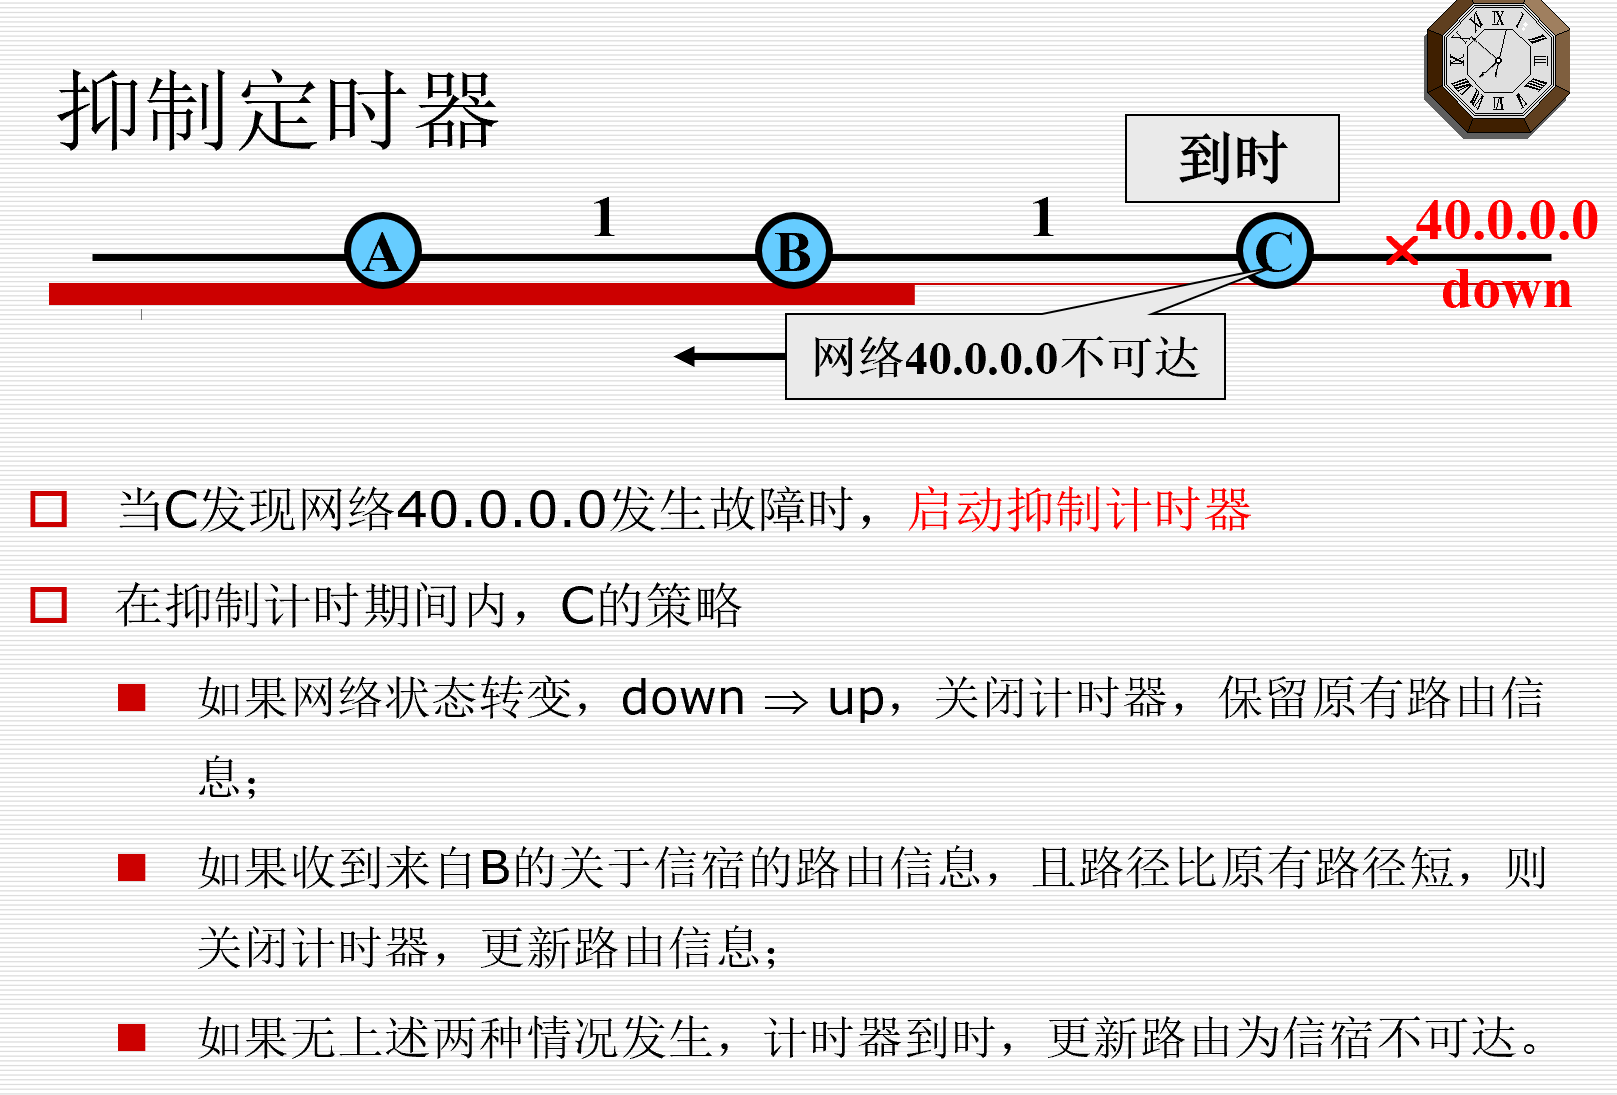 抑制定时器
到时
1
1
40.0.0.0
A
B
C
down
网络40.0.0.0不可达
当C发现网络40.0.0.0发生故障时，启动抑制计时器
在抑制计时期间内，C的策略
如果网络状态转变，down ⇒ up，关闭计时器，保留原有路由信
息；
如果收到来自B的关于信宿的路由信息，且路径比原有路径短，则
关闭计时器，更新路由信息；
如果无上述两种情况发生，计时器到时，更新路由为信宿不可达。